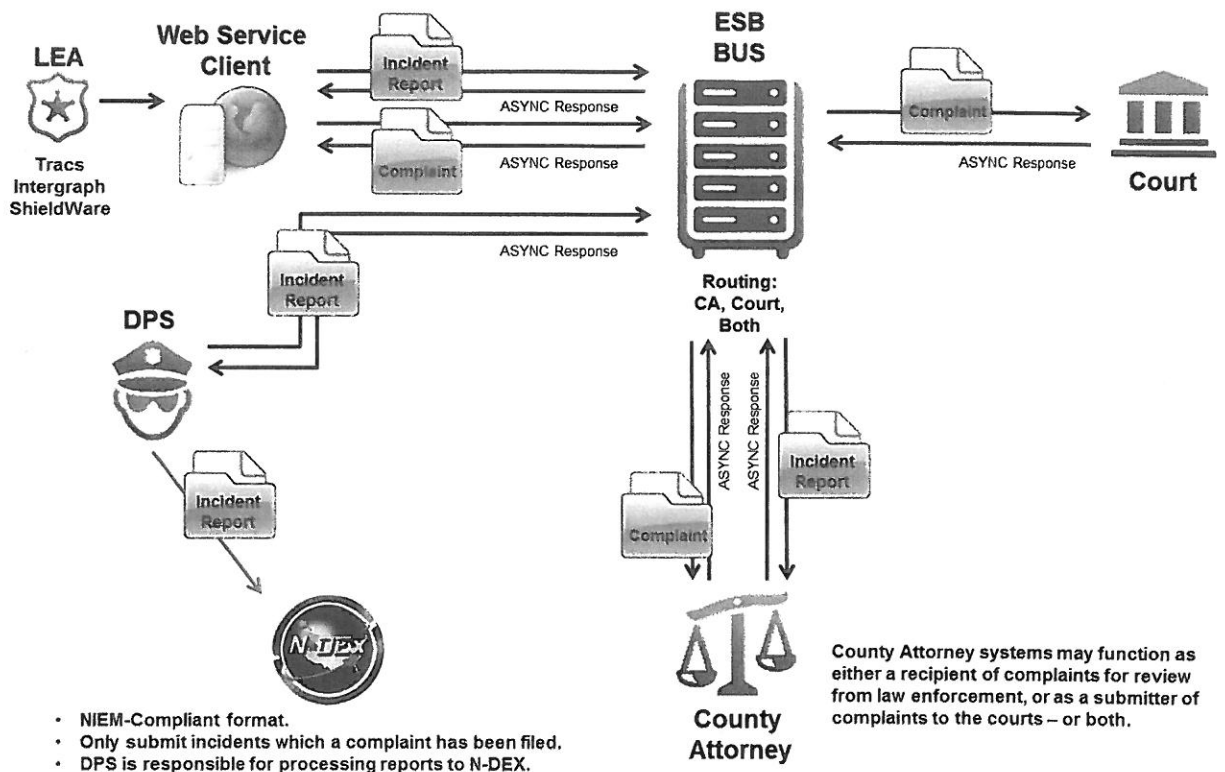 LEA
Tracs
Intergraph
ShieldWare
Web Service
Client
Incident
Report
ASYNC Response
Complaint
ASYNC Response
ASYNC Response
Incident
Report
ESB
BUS
Routing:
CA, Court,
Both
Complaint
ASYNC Response
Court
DPS
Incident
Report
N-DEx
Complaint
ASYNC Response
ASYNC Response
Incident
Report
County
Attorney
County Attorney systems may function as
either a recipient of complaints for review
from law enforcement, or as a submitter of
complaints to the courts – or both.
• NIEM-Compliant format.
• Only submit incidents which a complaint has been filed.
• DPS is responsible for processing reports to N-DEX.